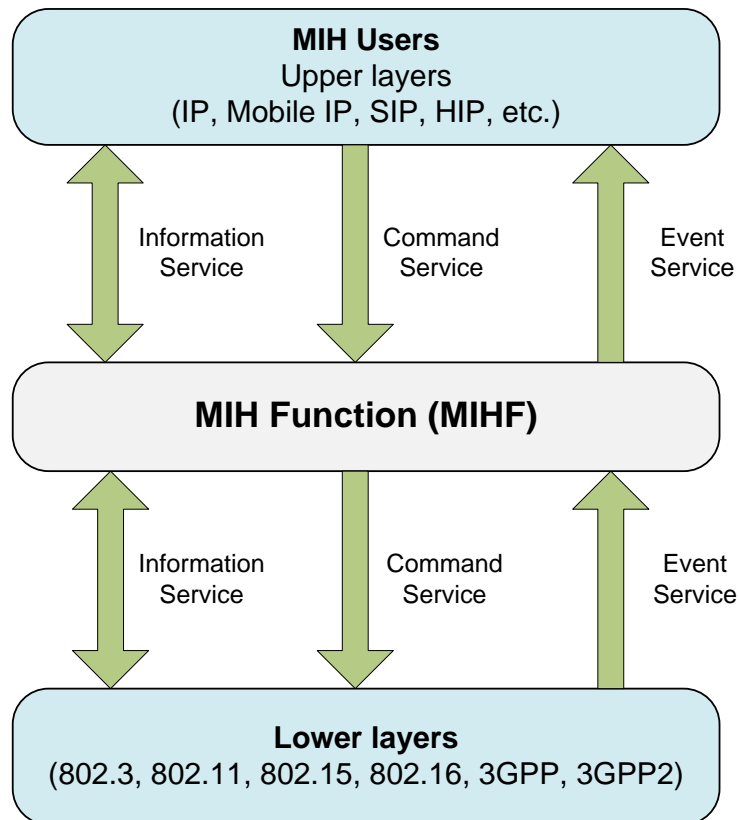 MIH Users
Upper layers
(IP, Mobile IP, SIP, HIP, etc.)
Information
Service
Command
Service
Event
Service
MIH Function (MIHF)
Information
Service
Command
Service
Event
Service
Lower layers
(802.3, 802.11, 802.15, 802.16, 3GPP, 3GPP2)